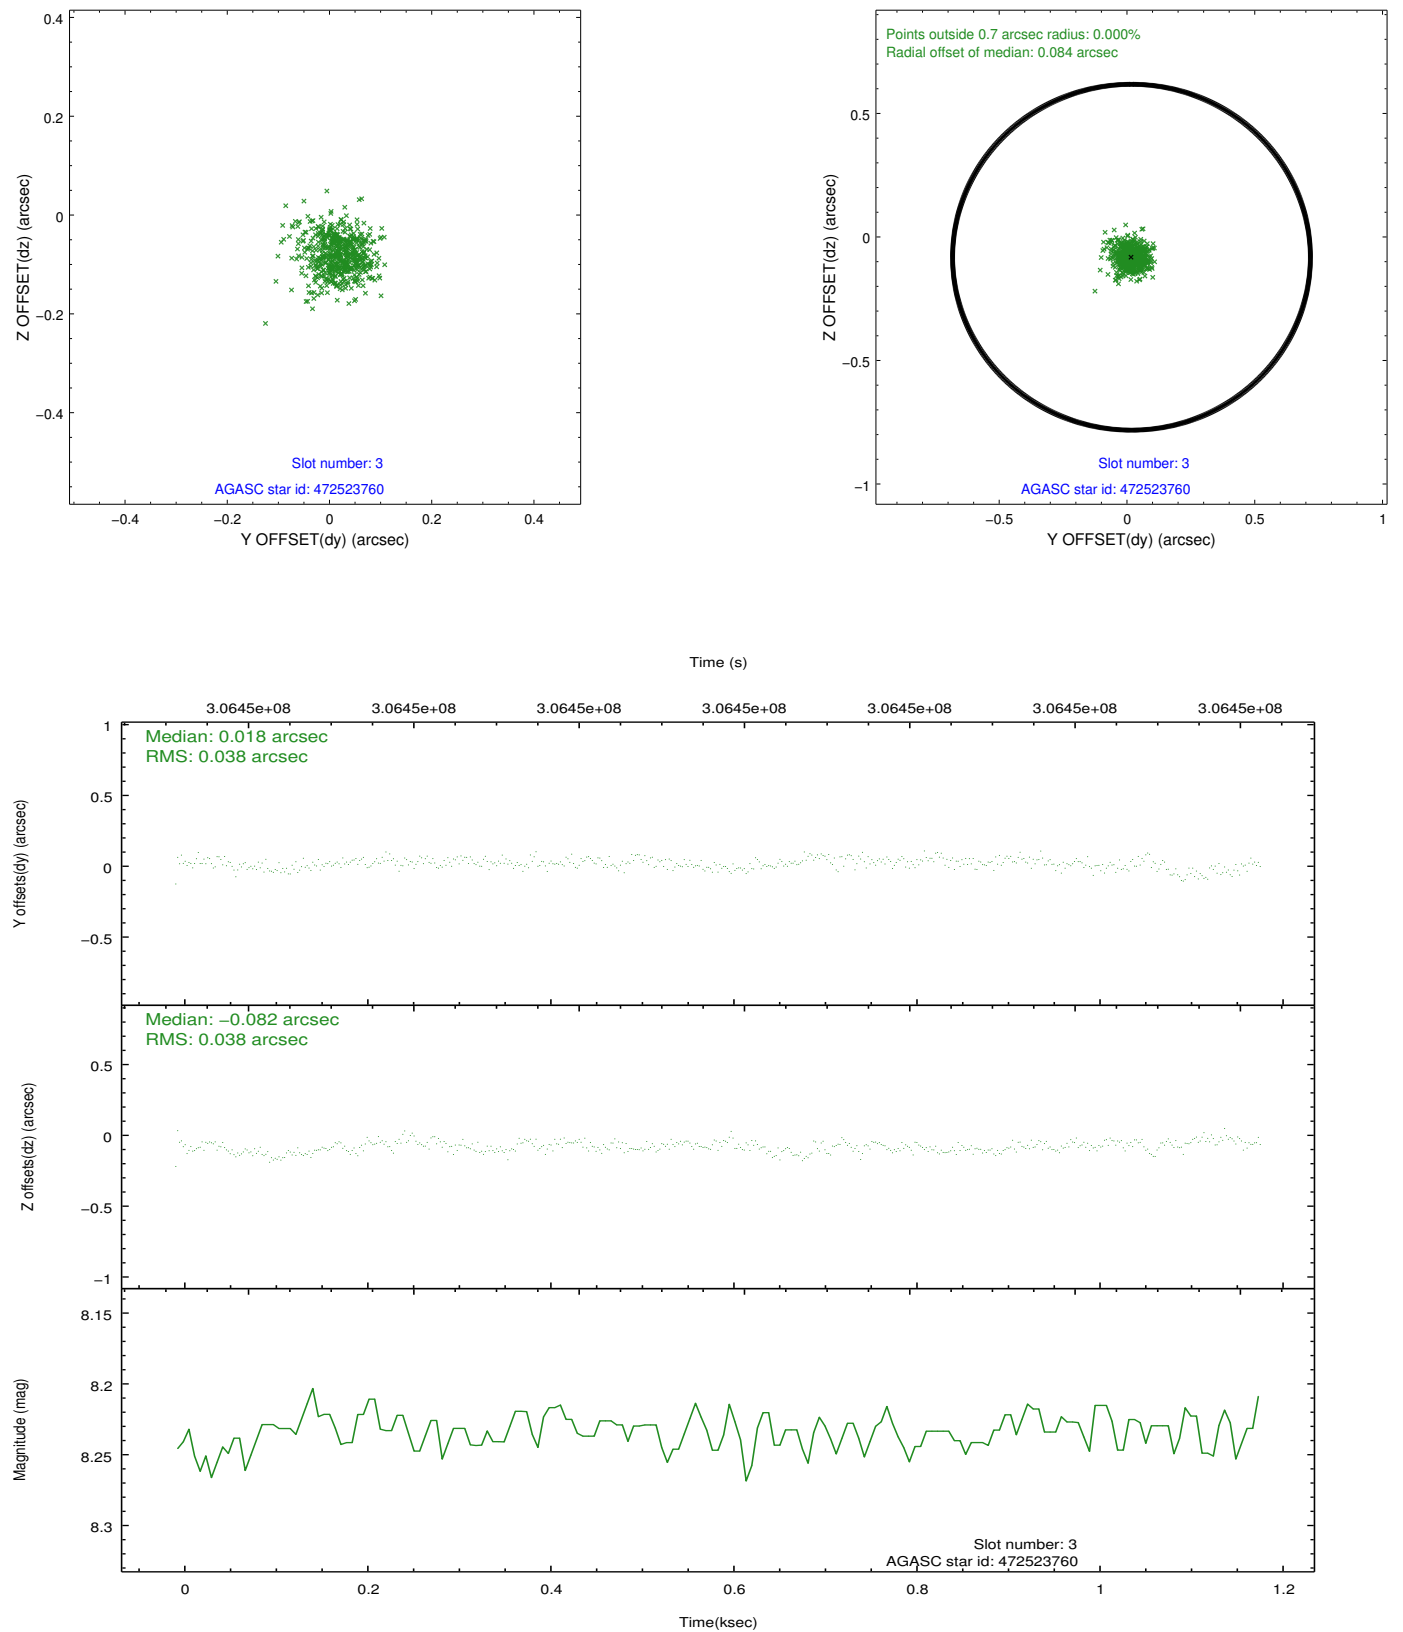 0.4
0.2
0
−0.2
−0.4
Z OFFSET(dz) (arcsec)
Slot number: 3
AGASC star id: 472523760
−0.4
−0.2
0
0.2
0.4
Y OFFSET(dy) (arcsec)
Points outside 0.7 arcsec radius: 0.000%
Radial offset of median: 0.084 arcsec
0.5
0
−0.5
−1
Z OFFSET(dz) (arcsec)
Slot number: 3
AGASC star id: 472523760
−0.5
0
0.5
1
Y OFFSET(dy) (arcsec)
Time (s)
3.0645e+08 3.0645e+08 3.0645e+08 3.0645e+08 3.0645e+08 3.0645e+08 3.0645e+08
Median: 0.018 arcsec
RMS: 0.038 arcsec
1
0.5
0
−0.5
Y offsets(dy) (arcsec)
Median: −0.082 arcsec
RMS: 0.038 arcsec
0.5
0
−0.5
−1
Z offsets(dz) (arcsec)
8.15
8.2
8.25
8.3
Magnitude (mag)
Slot number: 3
AGASC star id: 472523760
0 0.2 0.4 0.6 0.8 1 1.2
Time(ksec)